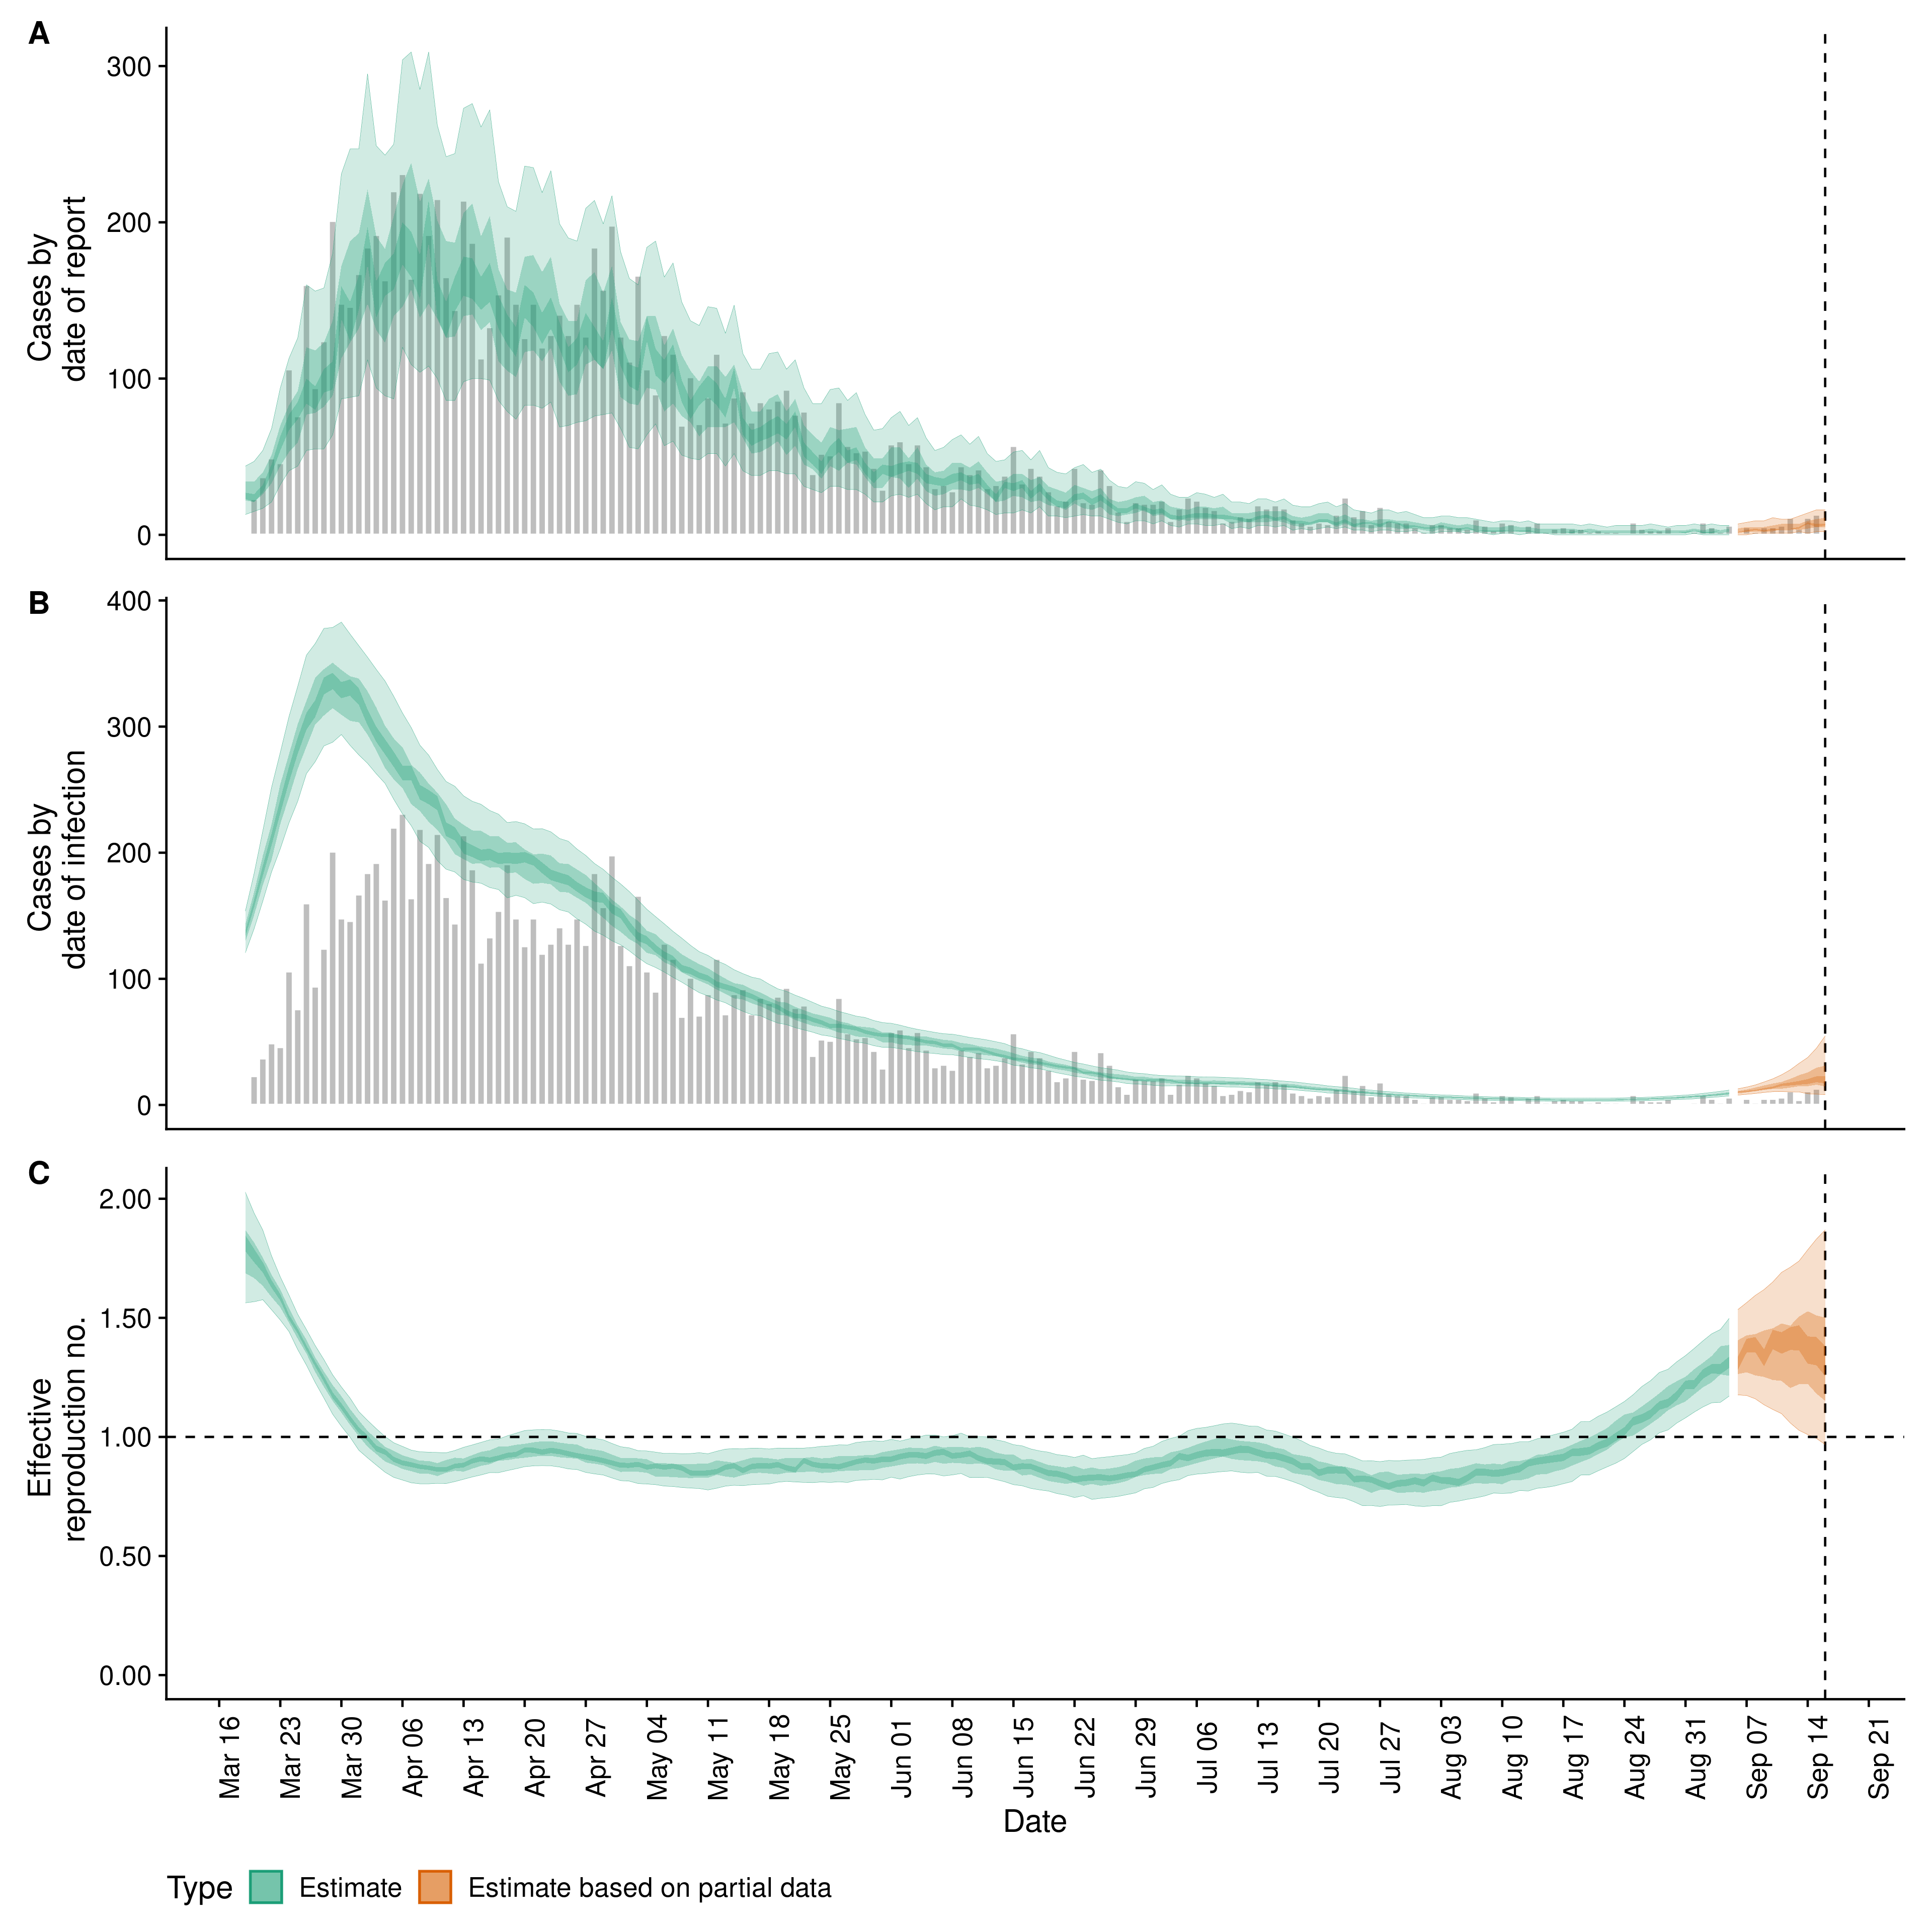 A
300
200
100
0
Cases by
date of report
B
400
300
200
100
0
Cases by
date of infection
C
2.00
1.50
1.00
0.50
0.00
Effective
reproduction no.
Mar 16
Mar 23
Mar 30
Apr 06
Apr 13
Apr 20
Apr 27
May 04
May 11
May 18
May 25
Jun 01
Jun 08
Jun 15
Jun 22
Jun 29
Jul 06
Jul 13
Jul 20
Jul 27
Aug 03
Aug 10
Aug 17
Aug 24
Aug 31
Sep 07
Sep 14
Sep 21
Date
Type Estimate Estimate based on partial data